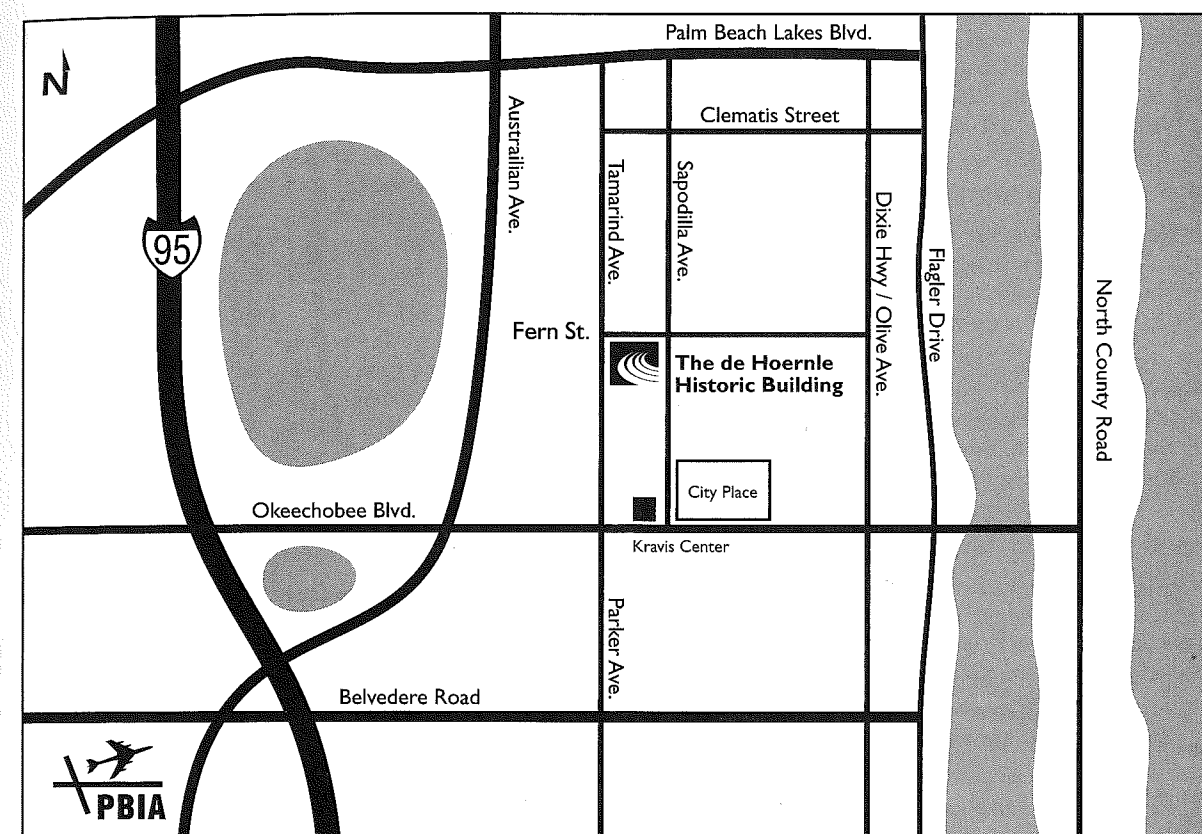 Palm Beach Lakes Blvd.
N
Clematis Street
Austrailian Ave.
Tamarind Ave.
Sapodilla Ave.
Dixie Hwy / Olive Ave.
Flagler Drive
North County Road
95
Fern St.
The de Hoernle
Historic Building
City Place
Okeechobee Blvd.
Kravis Center
Parker Ave.
Belvedere Road
PBIA